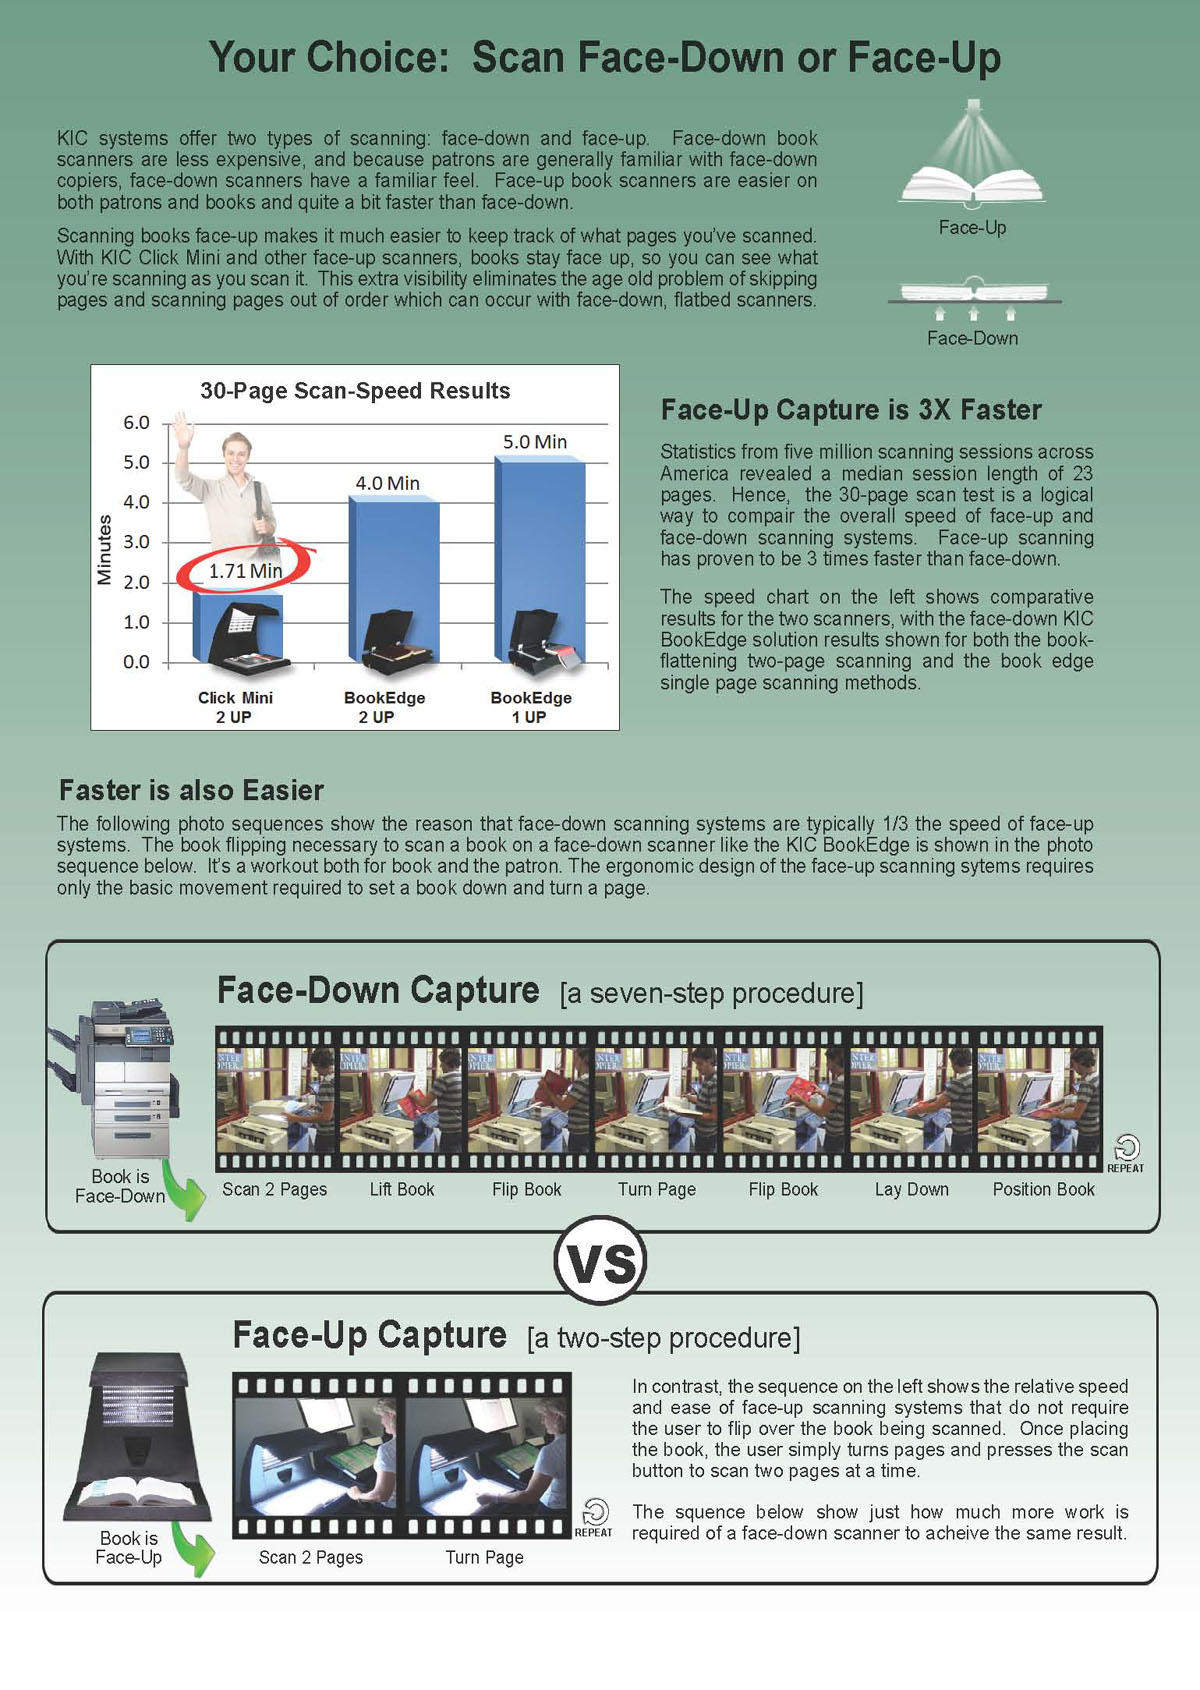 Your Choice:  Scan Face-Down or Face-Up
KIC systems offer two types of scanning: face-down and face-up.  Face-down book
scanners are less expensive, and because patrons are generally familiar with face-down
copiers, face-down scanners have a familiar feel.  Face-up book scanners are easier on
both patrons and books and quite a bit faster than face-down.
Scanning books face-up makes it much easier to keep track of what pages you've scanned.
With KIC Click Mini and other face-up scanners, books stay face up, so you can see what
you're scanning as you scan it.  This extra visibility eliminates the age old problem of skipping
pages and scanning pages out of order which can occur with face-down, flatbed scanners.
Face-Up
Face-Down
30-Page Scan-Speed Results
Minutes
6.0
5.0
4.0
3.0
2.0
1.0
0.0
1.71 Min
4.0 Min
5.0 Min
Click Mini
2 UP
BookEdge
2 UP
BookEdge
1 UP
Face-Up Capture is 3X Faster
Statistics from five million scanning sessions across
America revealed a median session length of 23
pages.  Hence,  the 30-page scan test is a logical
way to compair the overall speed of face-up and
face-down scanning systems.  Face-up scanning
has proven to be 3 times faster than face-down.
The speed chart on the left shows comparative
results for the two scanners, with the face-down KIC
BookEdge solution results shown for both the book-
flattening two-page scanning and the book edge
single page scanning methods.
Faster is also Easier
The following photo sequences show the reason that face-down scanning systems are typically 1/3 the speed of face-up
systems.  The book flipping necessary to scan a book on a face-down scanner like the KIC BookEdge is shown in the photo
sequence below.  It's a workout both for book and the patron. The ergonomic design of the face-up scanning sytems requires
only the basic movement required to set a book down and turn a page.
Face-Down Capture [a seven-step procedure]
Book is
Face-Down
Scan 2 Pages
Lift Book
Flip Book
Turn Page
Flip Book
Lay Down
Position Book
REPEAT
VS
Face-Up Capture [a two-step procedure]
Book is
Face-Up
Scan 2 Pages
Turn Page
REPEAT
In contrast, the sequence on the left shows the relative speed
and ease of face-up scanning systems that do not require
the user to flip over the book being scanned.  Once placing
the book, the user simply turns pages and presses the scan
button to scan two pages at a time.
The squence below show just how much more work is
required of a face-down scanner to acheive the same result.